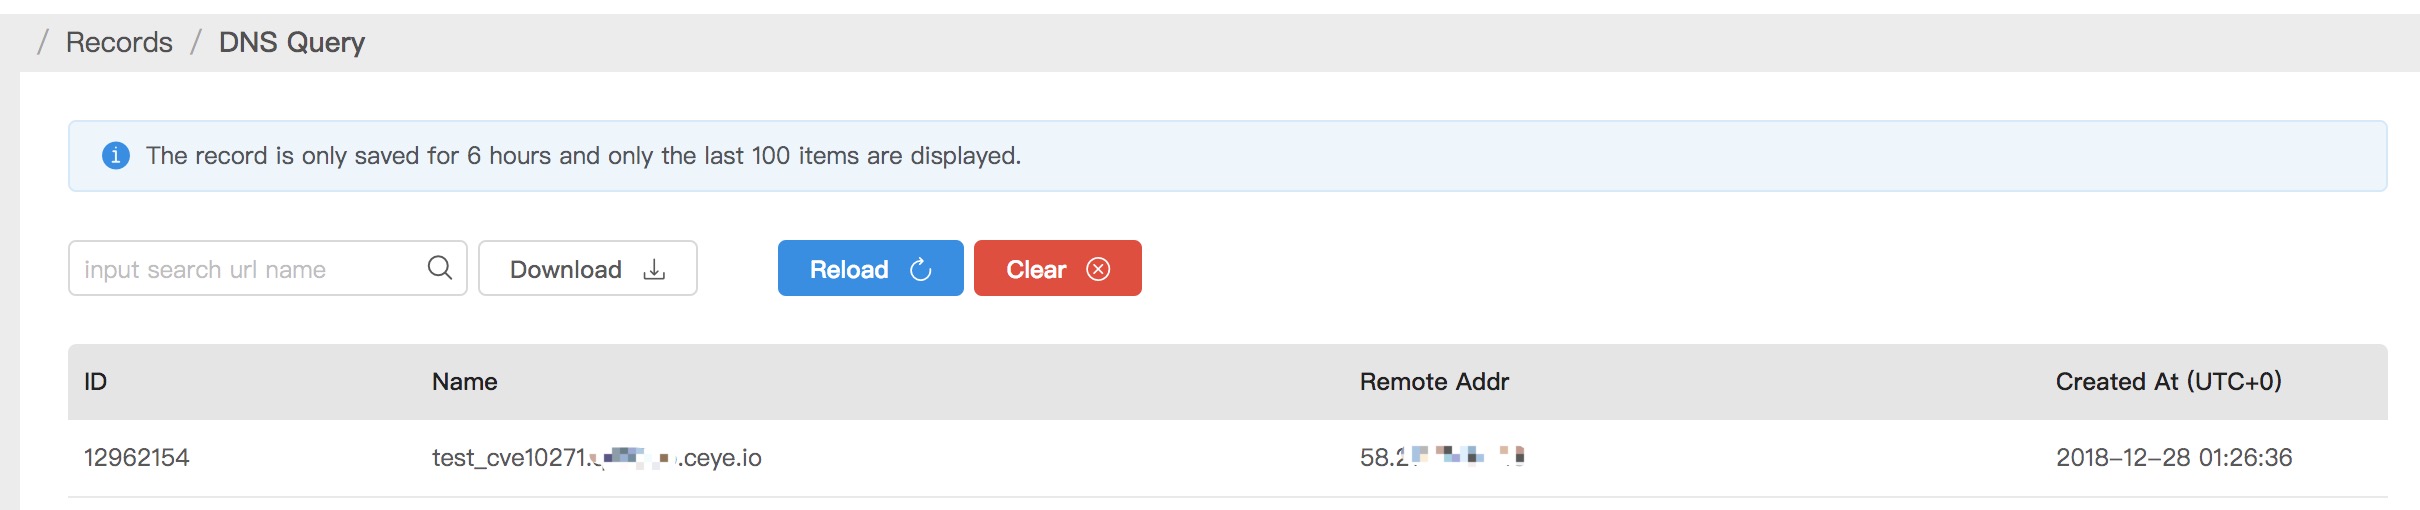 / Records / DNS Query
The record is only saved for 6 hours and only the last 100 items are displayed.
input search url name Download Reload Clear
ID Name Remote Addr Created At (UTC+0)
12962154 test_cve10271. .ceye.io 58.2 2018-12-28 01:26:36